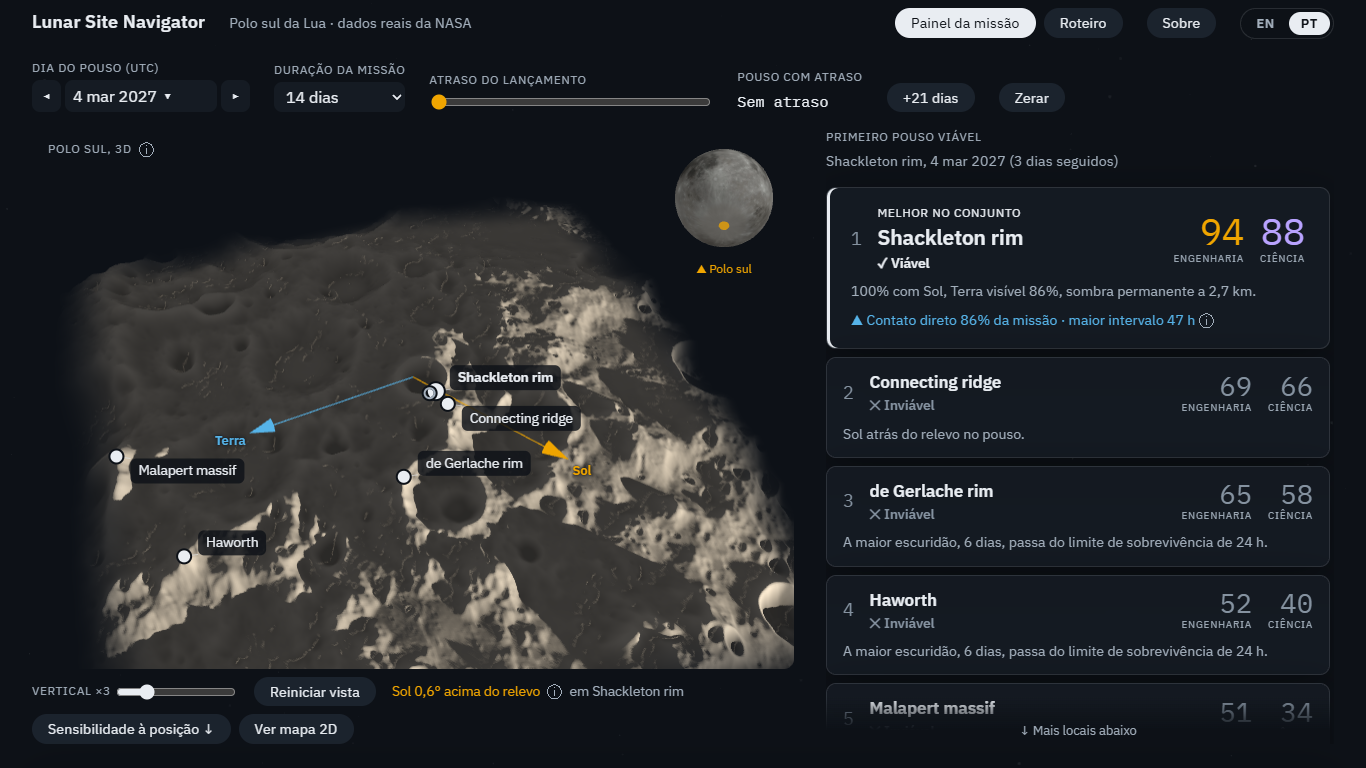 Lunar Site Navigator
Polo sul da Lua · dados reais da NASA
Painel da missão
Roteiro
Sobre
EN
PT
DIA DO POUSO (UTC)
4 mar 2027
DURAÇÃO DA MISSÃO
14 dias
ATRASO DO LANÇAMENTO
POUSO COM ATRASO
Sem atraso
+21 dias
Zerar
POLO SUL, 3D
▲ Polo sul
Shackleton rim
Connecting ridge
Terra
Sol
de Gerlache rim
Malapert massif
Haworth
VERTICAL ×3
Reiniciar vista
Sol 0,6° acima do relevo
em Shackleton rim
Sensibilidade à posição ↓
Ver mapa 2D
PRIMEIRO POUSO VIÁVEL
Shackleton rim, 4 mar 2027 (3 dias seguidos)
MELHOR NO CONJUNTO
1 Shackleton rim 94 88
✓ Viável
ENGENHARIA CIÊNCIA
100% com Sol, Terra visível 86%, sombra permanente a 2,7 km.
▲ Contato direto 86% da missão · maior intervalo 47 h
2 Connecting ridge 69 66
✕ Inviável
ENGENHARIA CIÊNCIA
Sol atrás do relevo no pouso.
3 de Gerlache rim 65 58
✕ Inviável
ENGENHARIA CIÊNCIA
A maior escuridão, 6 dias, passa do limite de sobrevivência de 24 h.
4 Haworth 52 40
✕ Inviável
ENGENHARIA CIÊNCIA
A maior escuridão, 6 dias, passa do limite de sobrevivência de 24 h.
5 Malapert massif 51 34
↓ Mais locais abaixo